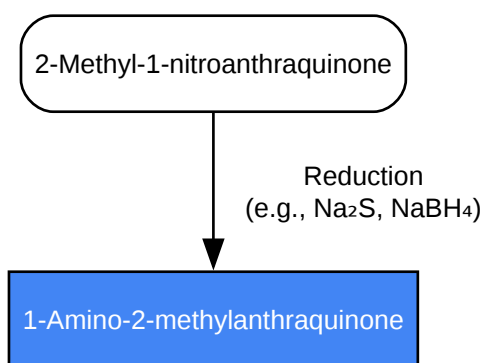 2-Methyl-1-nitroanthraquinone
Reduction
(e.g., Na₂S, NaBH₄)
1-Amino-2-methylanthraquinone